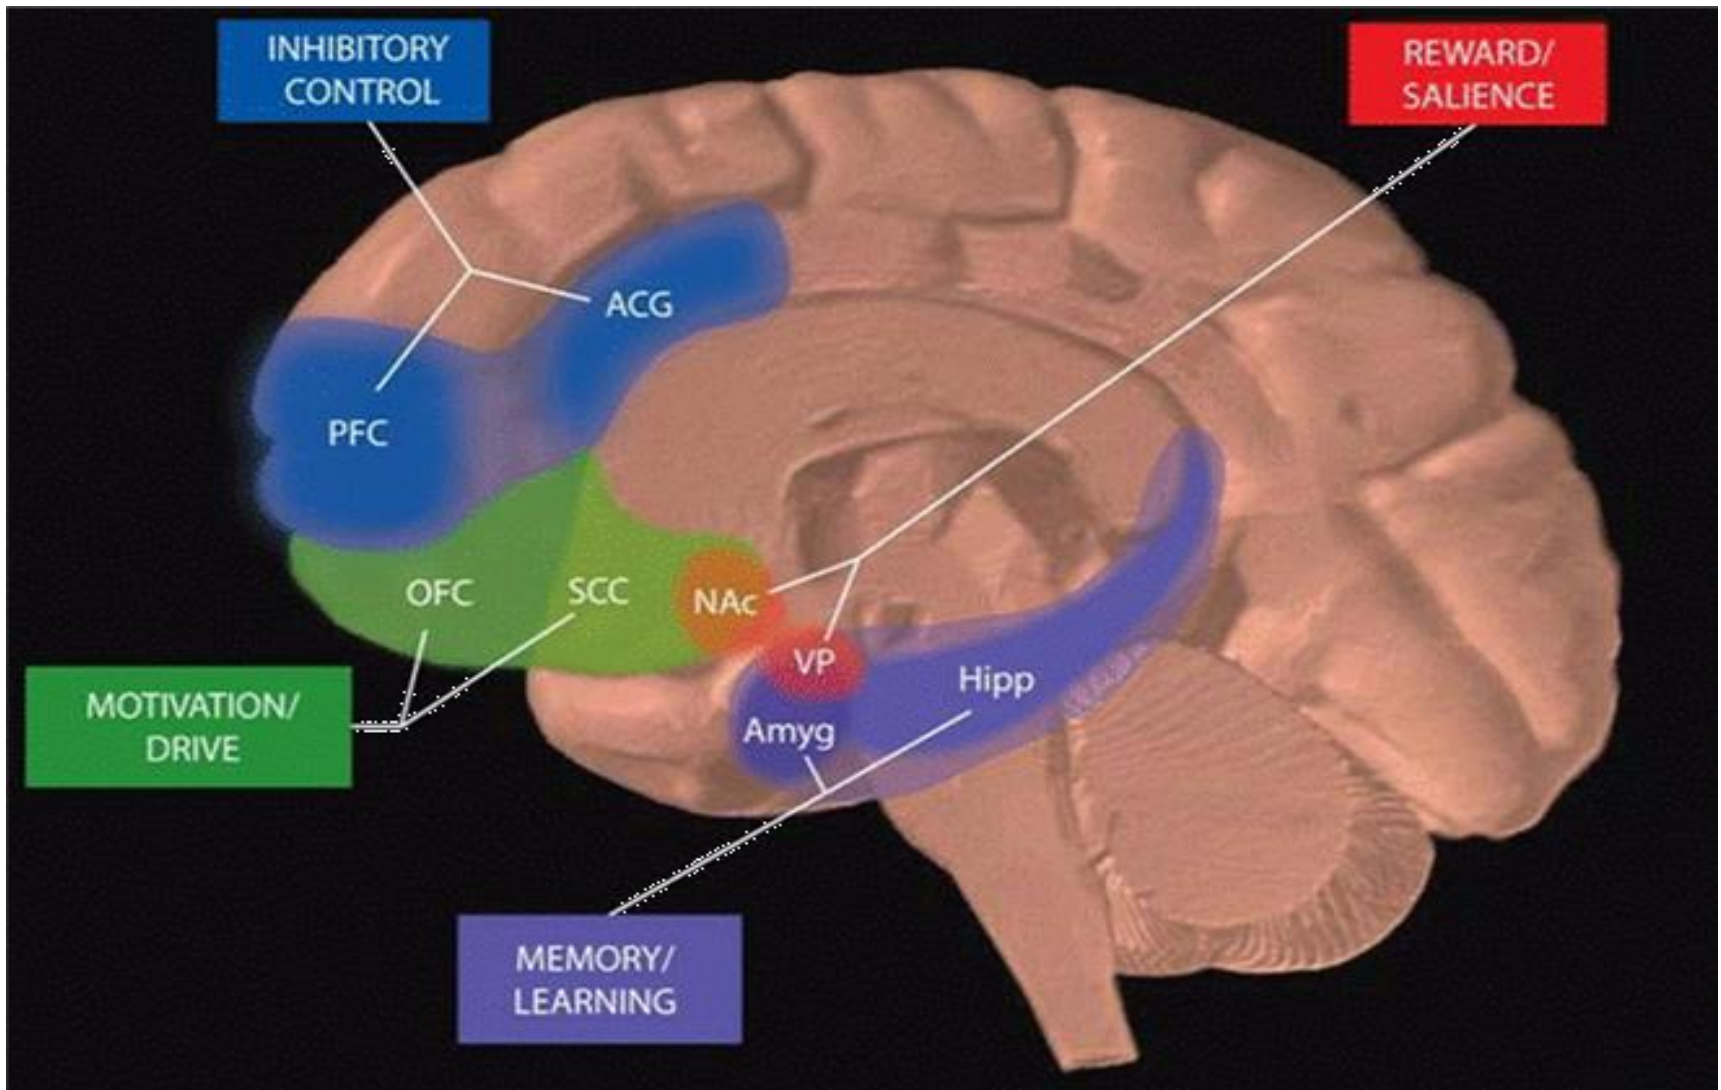 INHIBITORY
CONTROL
REWARD/
SALIENCE
ACG
PFC
OFC
SCC
NAc
VP
Hipp
Amyg
MOTIVATION/
DRIVE
MEMORY/
LEARNING